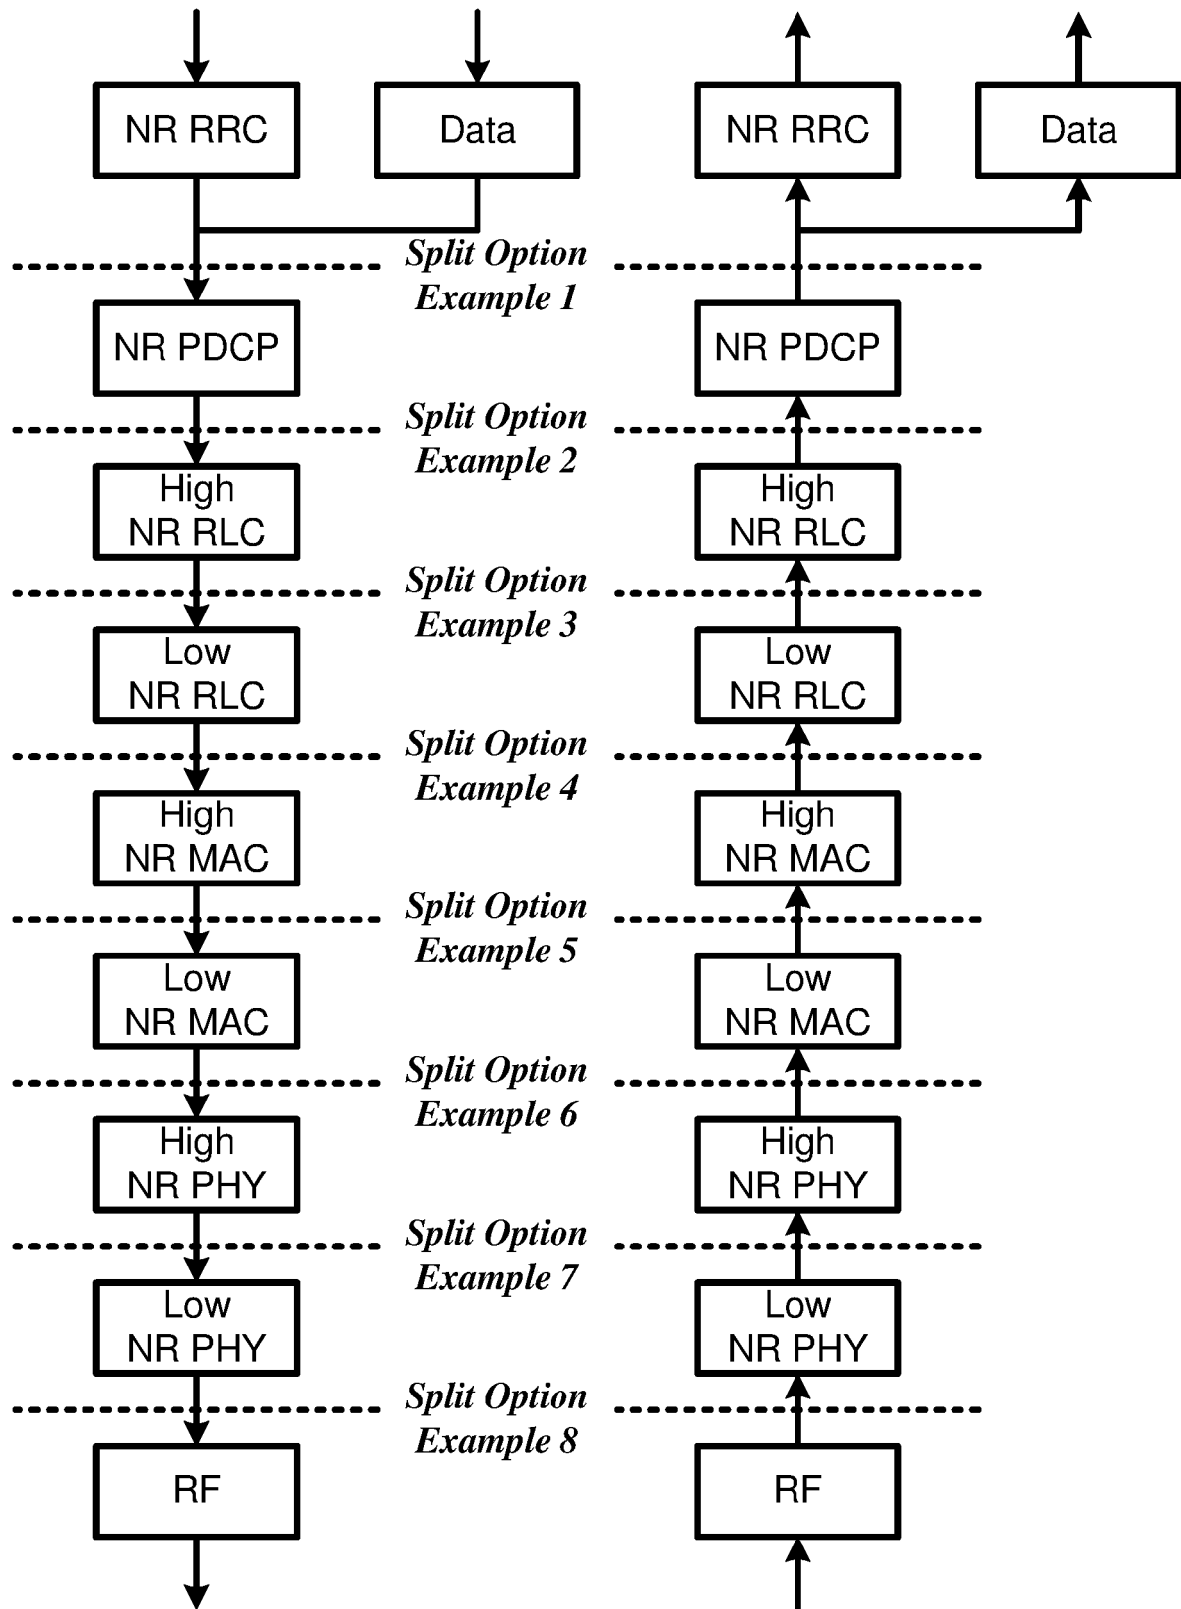 NR RRC
Data
NR RRC
Data
Split Option
Example 1
NR PDCP
NR PDCP
Split Option
Example 2
High
NR RLC
High
NR RLC
Split Option
Example 3
Low
NR RLC
Low
NR RLC
Split Option
Example 4
High
NR MAC
High
NR MAC
Split Option
Example 5
Low
NR MAC
Low
NR MAC
Split Option
Example 6
High
NR PHY
High
NR PHY
Split Option
Example 7
Low
NR PHY
Low
NR PHY
Split Option
Example 8
RF
RF